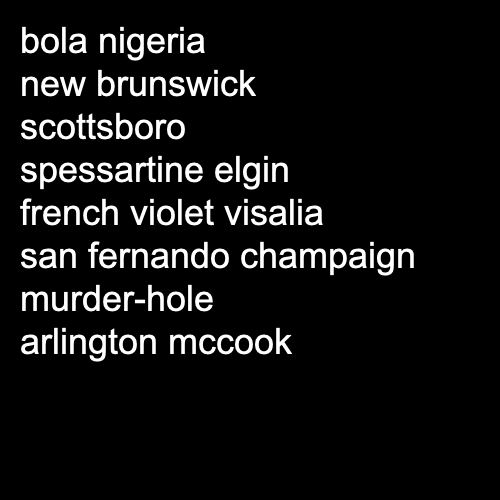 bola nigeria
new brunswick
scottsboro
spessartine elgin
french violet visalia
san fernando champaign
murder-hole
arlington mccook